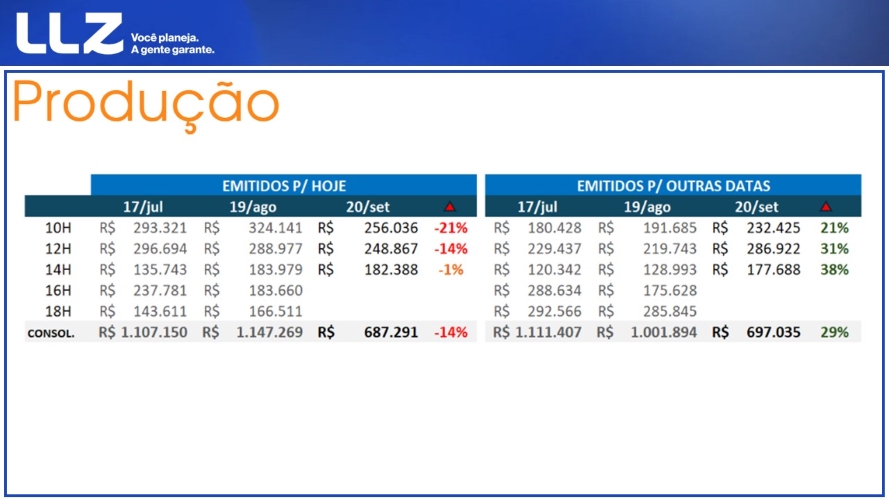 LLZ
Você planeja.
A gente garante.
Produção
EMITIDOS P/ HOJE EMITIDOS P/ OUTRAS DATAS
17/jul 19/ago 20/set 17/jul 19/ago 20/set
10H R$ 293.321 R$ 324.141 R$ 256.036 -21% R$ 180.428 R$ 191.685 R$ 232.425 21%
12H R$ 296.694 R$ 288.977 R$ 248.867 -14% R$ 229.437 R$ 219.743 R$ 286.922 31%
14H R$ 135.743 R$ 183.979 R$ 182.388 -1% R$ 120.342 R$ 128.993 R$ 177.688 38%
16H R$ 237.781 R$ 183.660 R$ 288.634 R$ 175.628
18H R$ 143.611 R$ 166.511 R$ 292.566 R$ 285.845
CONSOL. R$ 1.107.150 R$ 1.147.269 R$ 687.291 -14% R$ 1.111.407 R$ 1.001.894 R$ 697.035 29%